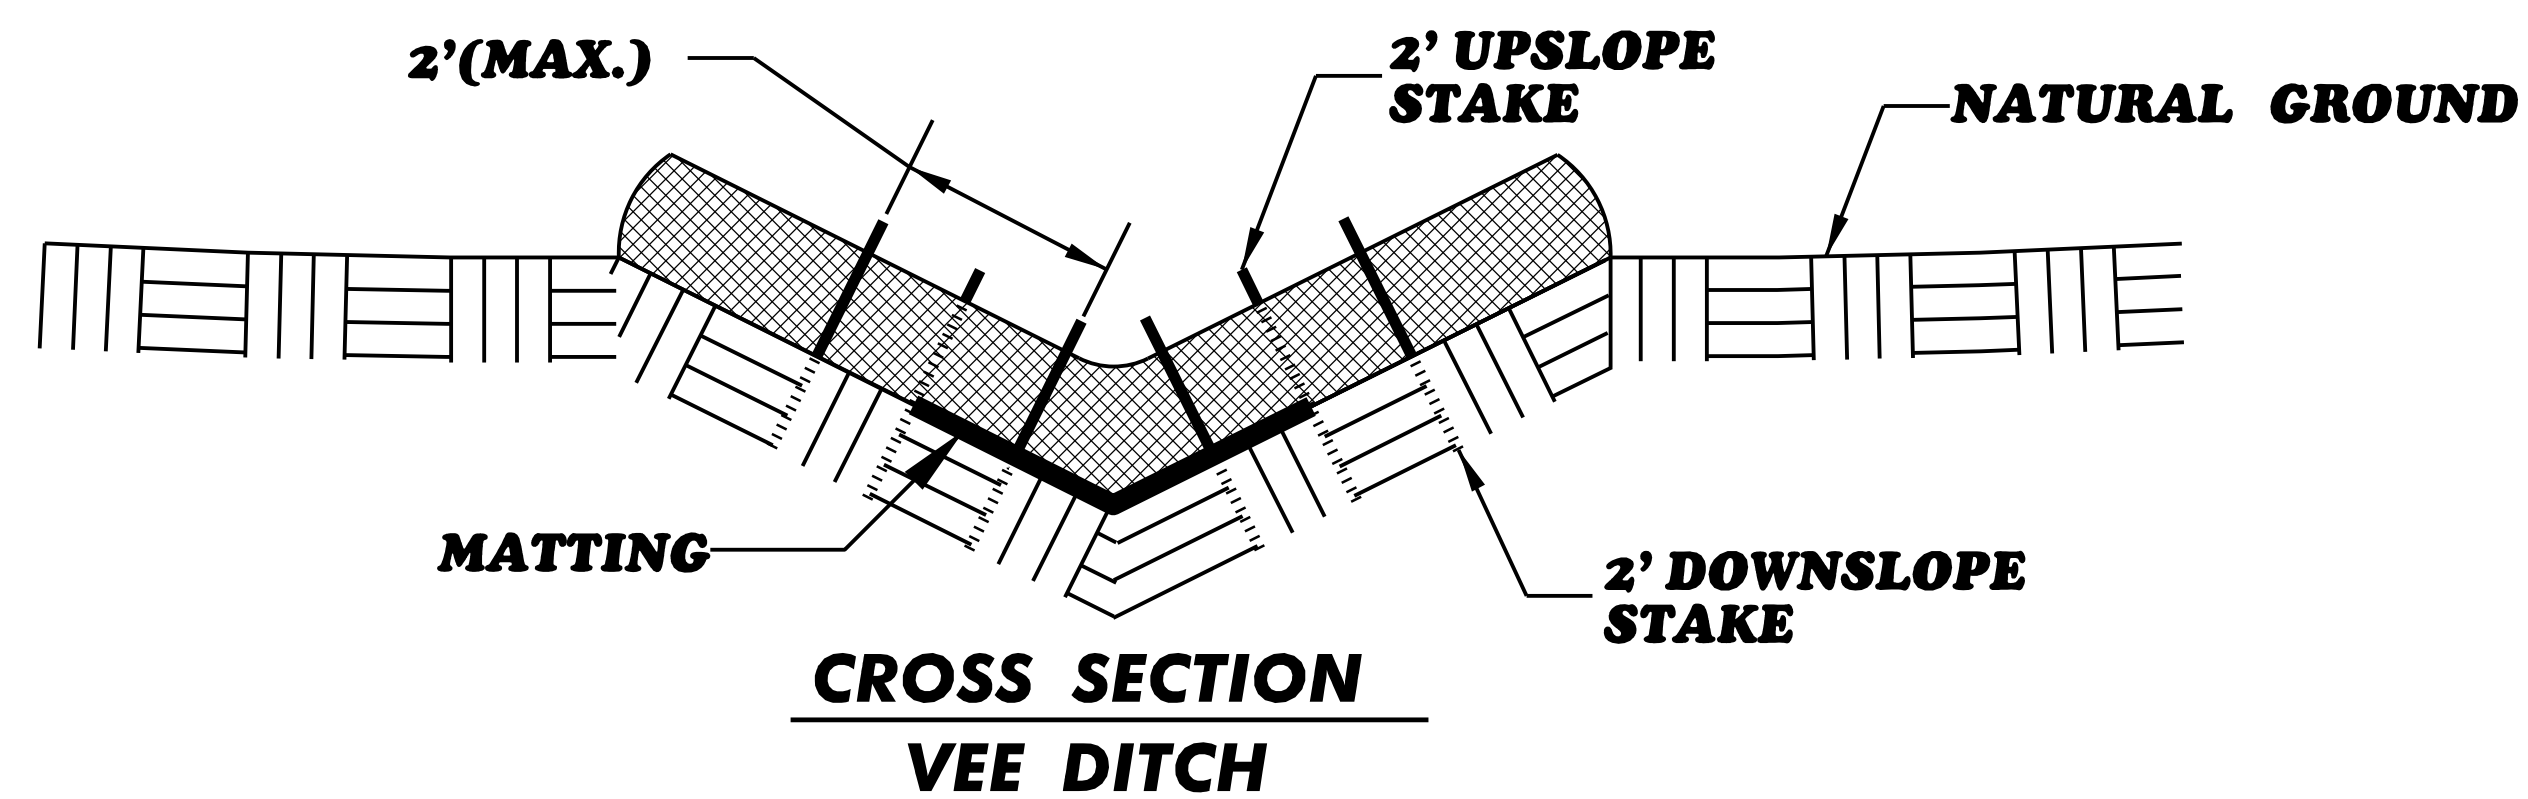 2'(MAX.)
2' UPSLOPE
STAKE
NATURAL GROUND
MATTING
2' DOWNSLOPE
STAKE
CROSS SECTION
VEE DITCH